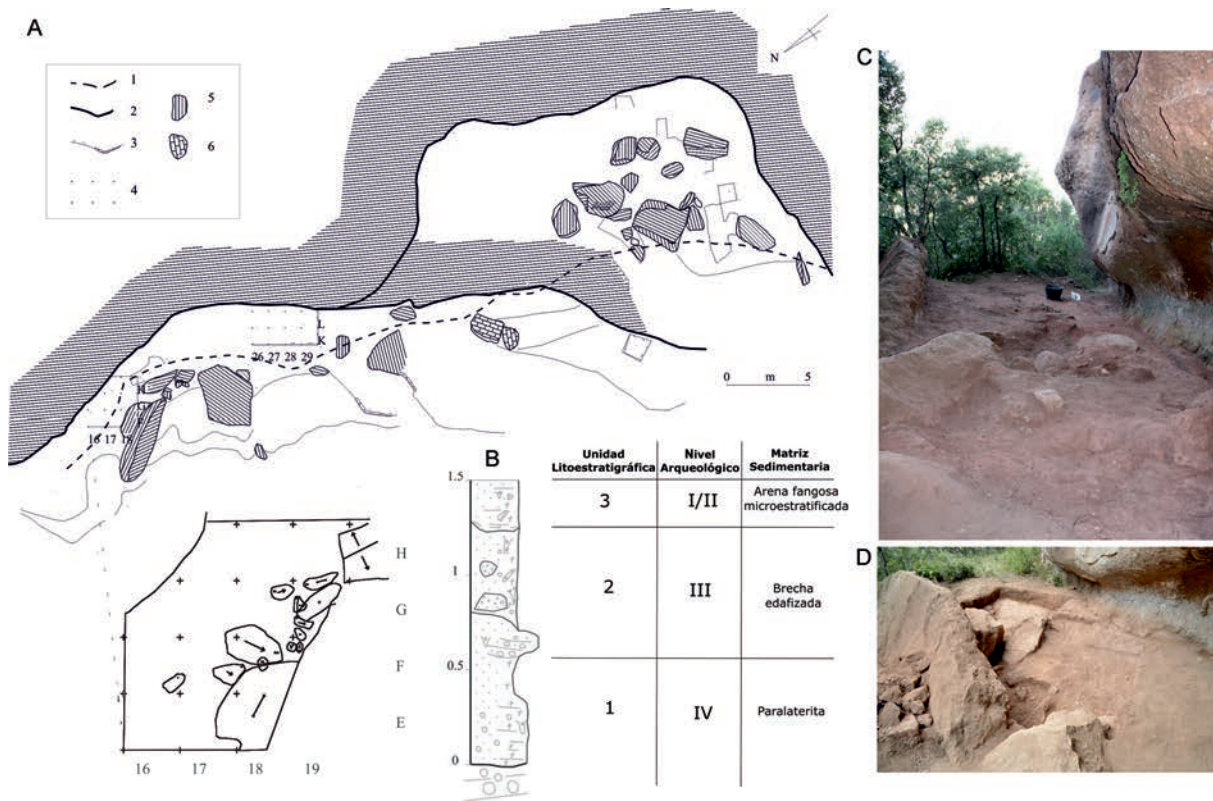 A
1
2
3
4
5
6
N
C
L
K
26 27 28 29
0 m 5
16 17 18
B
Unidad Litoestratigráfica
Nivel Arqueológico
Matriz Sedimentaria
1.5
3
I/II
Arena fangosa microestratificada
1
2
III
Brecha edafizada
0.5
1
IV
Paralaterita
0
H
G
F
E
16 17 18 19
D